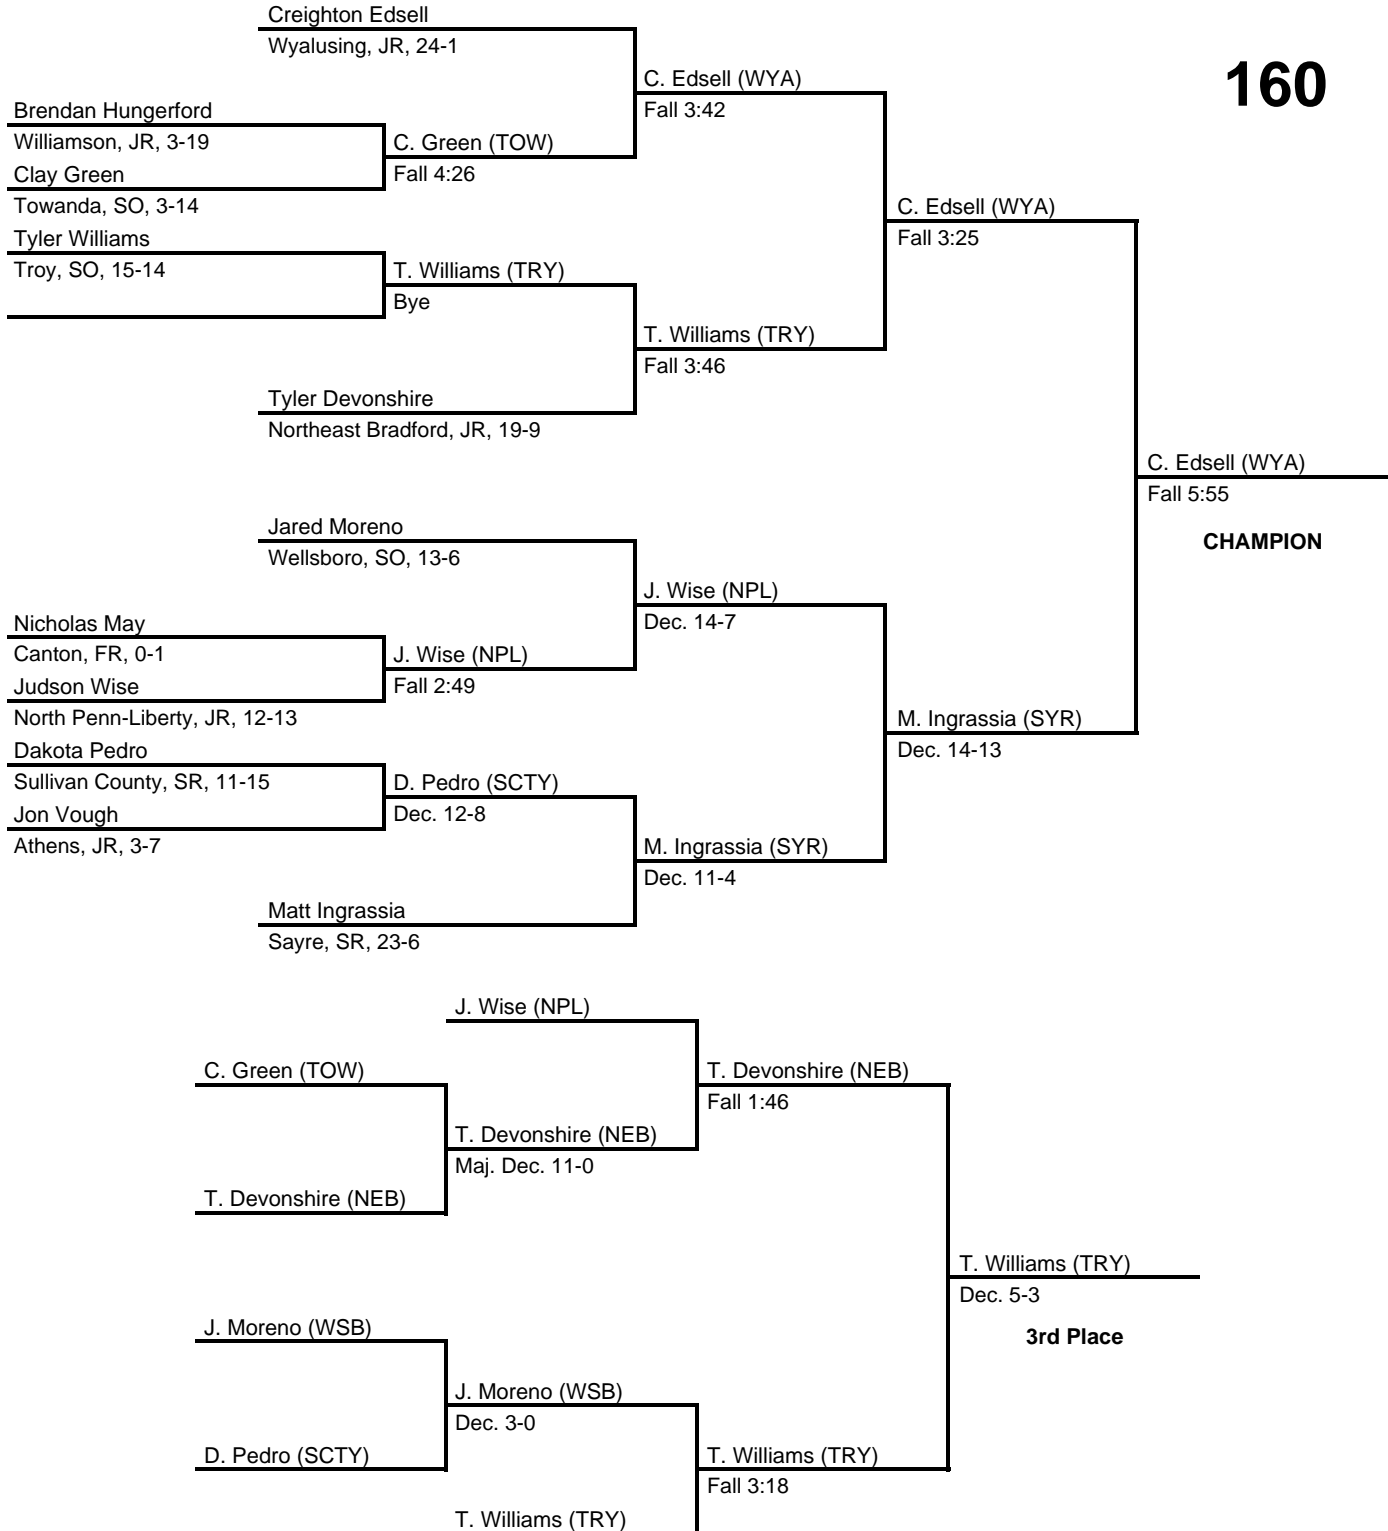 Creighton Edsell
Wyalusing, JR, 24-1
160
C. Edsell (WYA)
Fall 3:42
Brendan Hungerford
Williamson, JR, 3-19
C. Green (TOW)
Fall 4:26
Clay Green
Towanda, SO, 3-14
C. Edsell (WYA)
Fall 3:25
Tyler Williams
Troy, SO, 15-14
T. Williams (TRY)
Bye
T. Williams (TRY)
Fall 3:46
Tyler Devonshire
Northeast Bradford, JR, 19-9
C. Edsell (WYA)
Fall 5:55
CHAMPION
Jared Moreno
Wellsboro, SO, 13-6
J. Wise (NPL)
Dec. 14-7
Nicholas May
Canton, FR, 0-1
J. Wise (NPL)
Fall 2:49
Judson Wise
North Penn-Liberty, JR, 12-13
M. Ingrassia (SYR)
Dec. 14-13
Dakota Pedro
Sullivan County, SR, 11-15
D. Pedro (SCTY)
Dec. 12-8
Jon Vough
Athens, JR, 3-7
M. Ingrassia (SYR)
Dec. 11-4
Matt Ingrassia
Sayre, SR, 23-6
J. Wise (NPL)
C. Green (TOW)
T. Devonshire (NEB)
Fall 1:46
T. Devonshire (NEB)
Maj. Dec. 11-0
T. Devonshire (NEB)
T. Williams (TRY)
Dec. 5-3
3rd Place
J. Moreno (WSB)
J. Moreno (WSB)
Dec. 3-0
D. Pedro (SCTY)
T. Williams (TRY)
Fall 3:18
T. Williams (TRY)